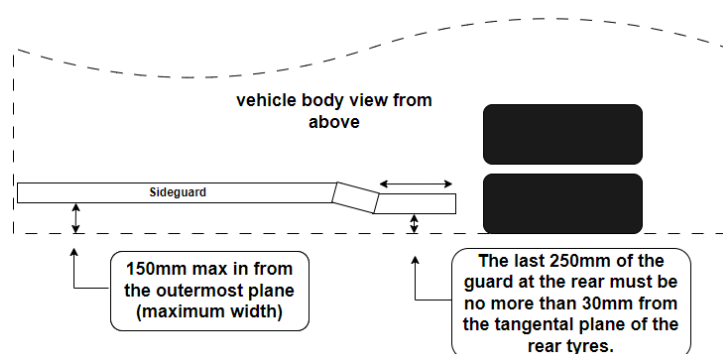 vehicle body view from
above
Sideguard
150mm max in from
the outermost plane
(maximum width)
The last 250mm of the
guard at the rear must be
no more than 30mm from
the tangental plane of the
rear tyres.